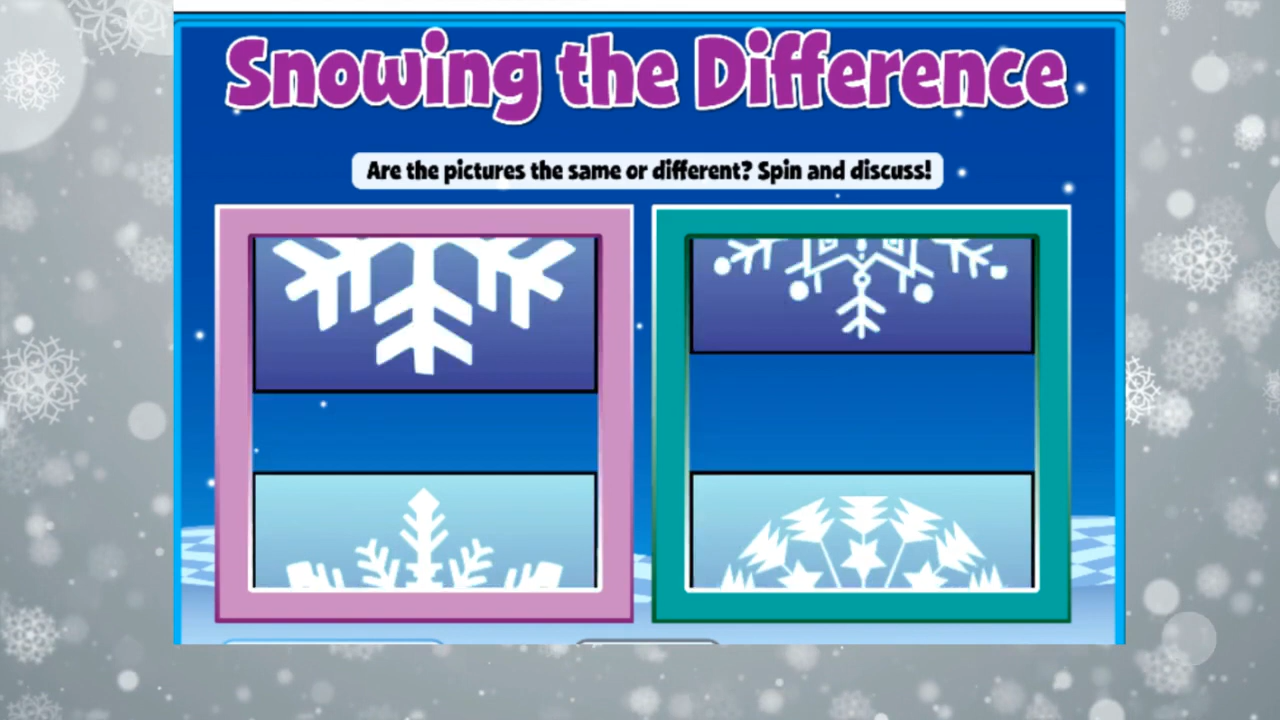 Snowing the Difference
Are the pictures the same or different? Spin and discuss!